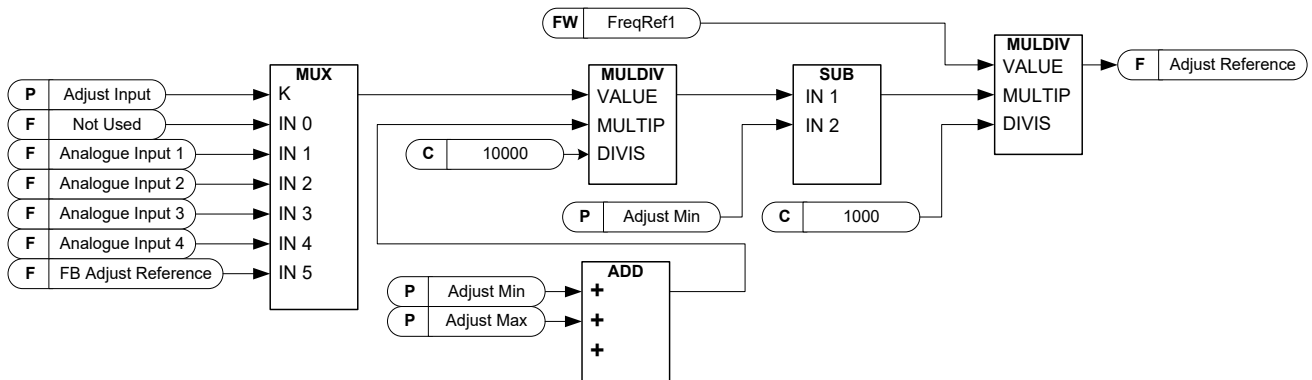 FW FreqRef1
MUX
P Adjust Input K
F Not Used IN 0
F Analogue Input 1 IN 1
F Analogue Input 2 IN 2
F Analogue Input 3 IN 3
F Analogue Input 4 IN 4
F FB Adjust Reference IN 5
MULDIV
VALUE
MULTIP
C 10000 DIVIS
SUB
IN 1
IN 2
P Adjust Min
C 1000
MULDIV
VALUE
MULTIP
DIVIS
F Adjust Reference
ADD
P Adjust Min +
P Adjust Max +
+